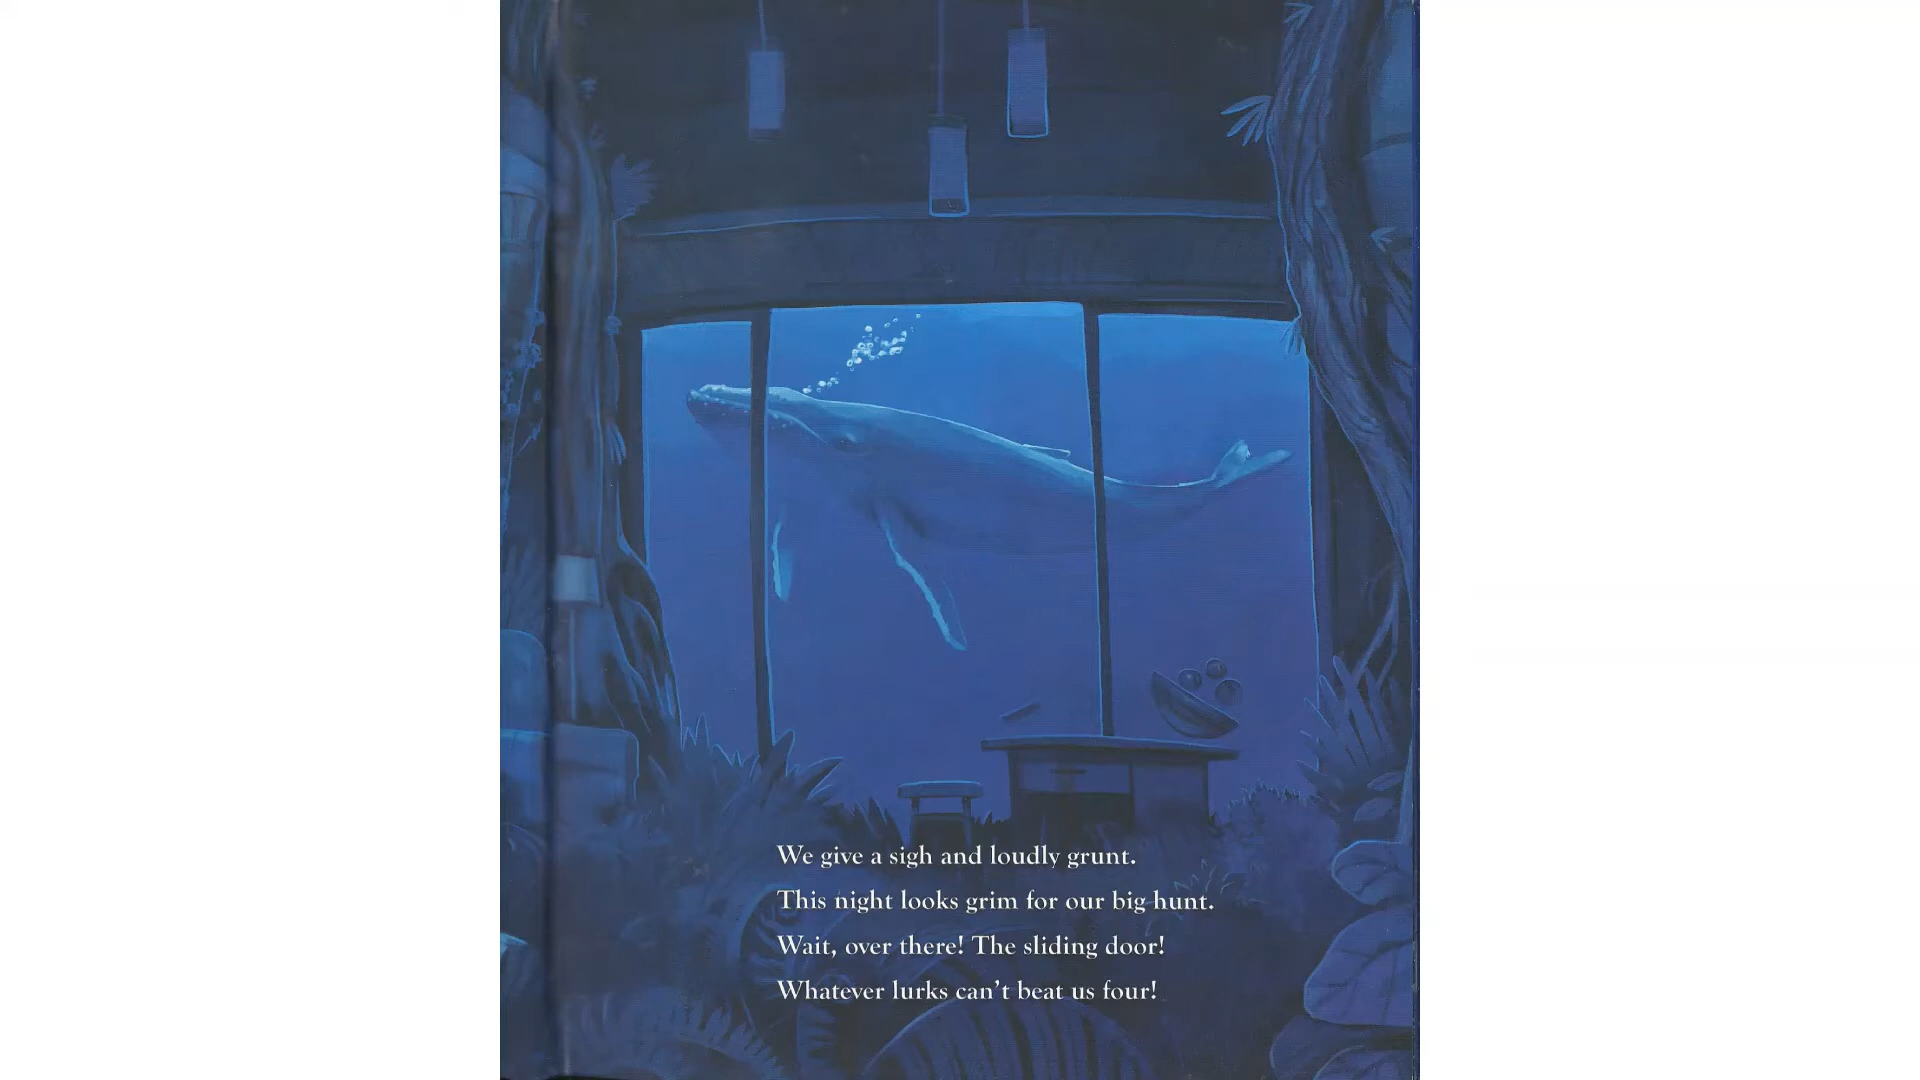 We give a sigh and loudly grunt.
This night looks grim for our big hunt.
Wait, over there! The sliding door!
Whatever lurks can't beat us four!